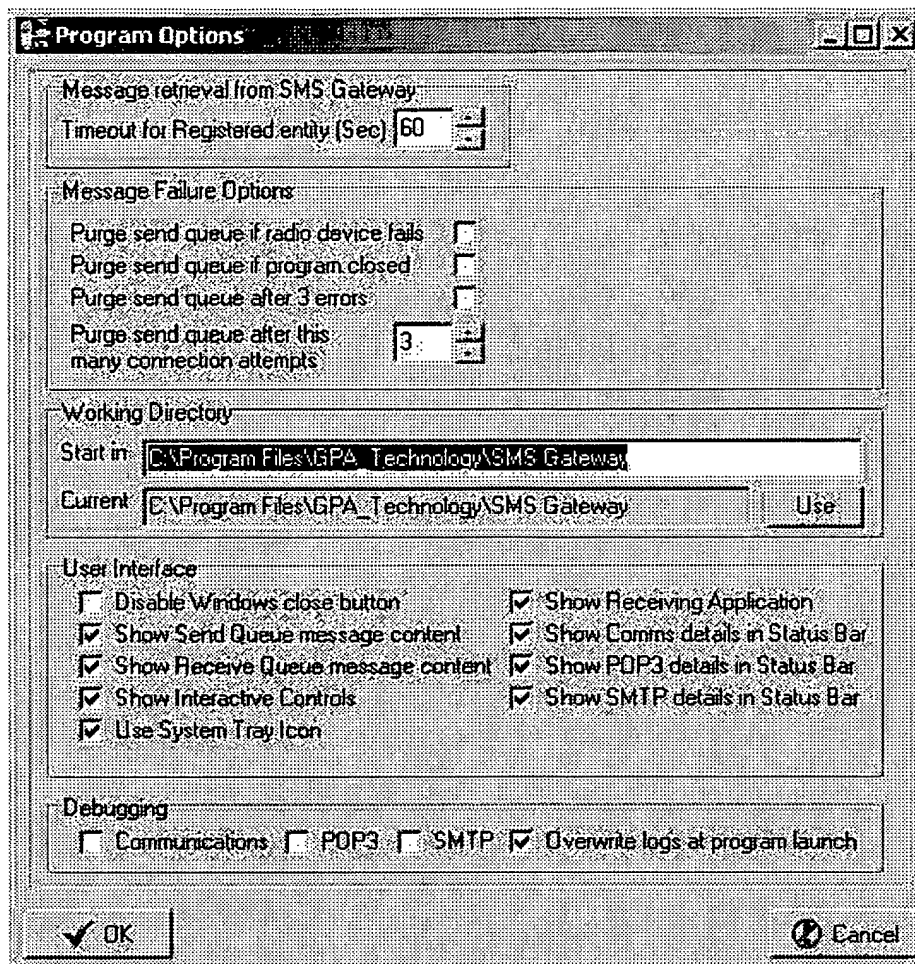 Program Options
Message retrieval from SMS Gateway
Timeout for Registered entity (Sec) 60
Message Failure Options
Purge send queue if radio device fails
Purge send queue if program closed
Purge send queue after 3 errors
Purge send queue after this
many connection attempts
3
Working Directory
Start in C:\Program Files\GPA_Technology\SMS Gateway
Current C:\Program Files\GPA_Technology\SMS Gateway Use
User Interface
Disable Windows close button Show Receiving Application
Show Send Queue message content Show Comms details in Status Bar
Show Receive Queue message content Show POP3 details in Status Bar
Show Interactive Controls Show SMTP details in Status Bar
Use System Tray Icon
Debugging
Communications POP3 SMTP Overwrite logs at program launch
OK Cancel